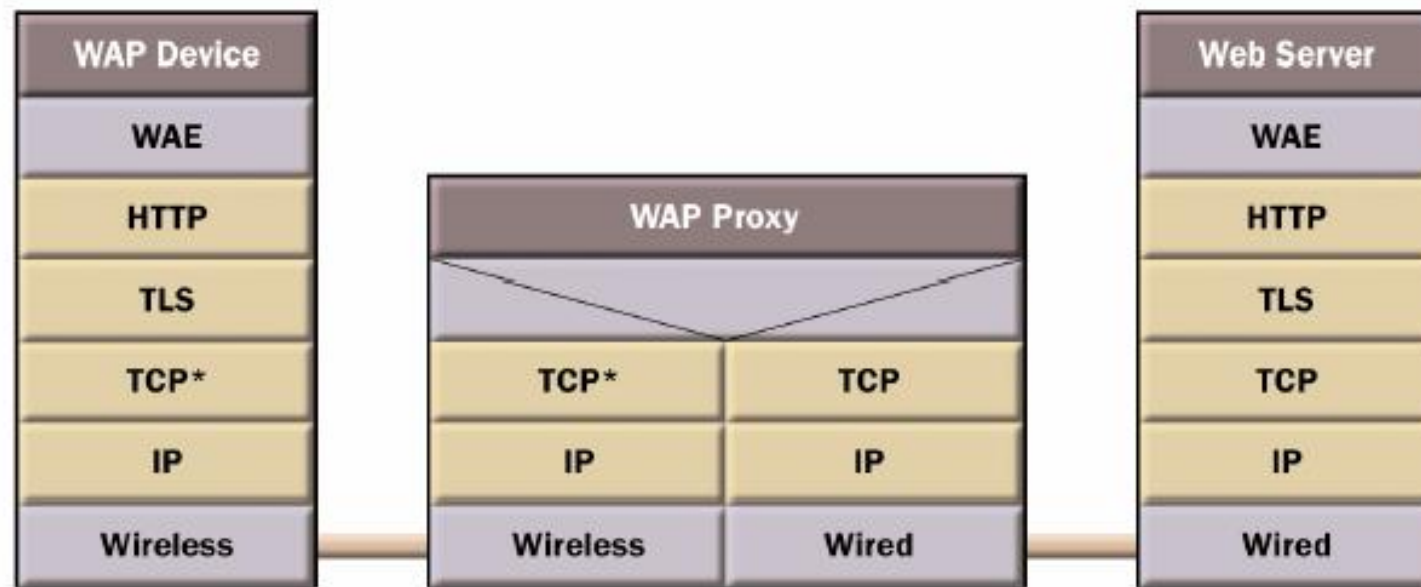 WAP Device
WAE
HTTP
TLS
TCP*
IP
Wireless
WAP Proxy
TCP* TCP
IP IP
Wireless Wired
Web Server
WAE
HTTP
TLS
TCP
IP
Wired